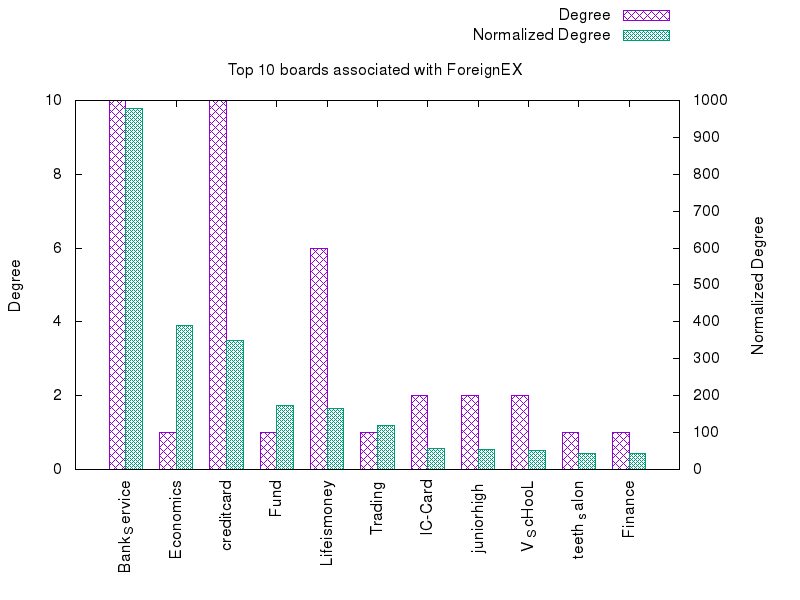 Degree
Normalized Degree
Top 10 boards associated with ForeignEX
10
8
6
4
2
0
1000
900
800
700
600
500
400
300
200
100
0
Degree
Normalized Degree
BankService
Economics
creditcard
Fund
Lifeismoney
Trading
IC-Card
juniorhigh
VScHooL
teethsalon
Finance